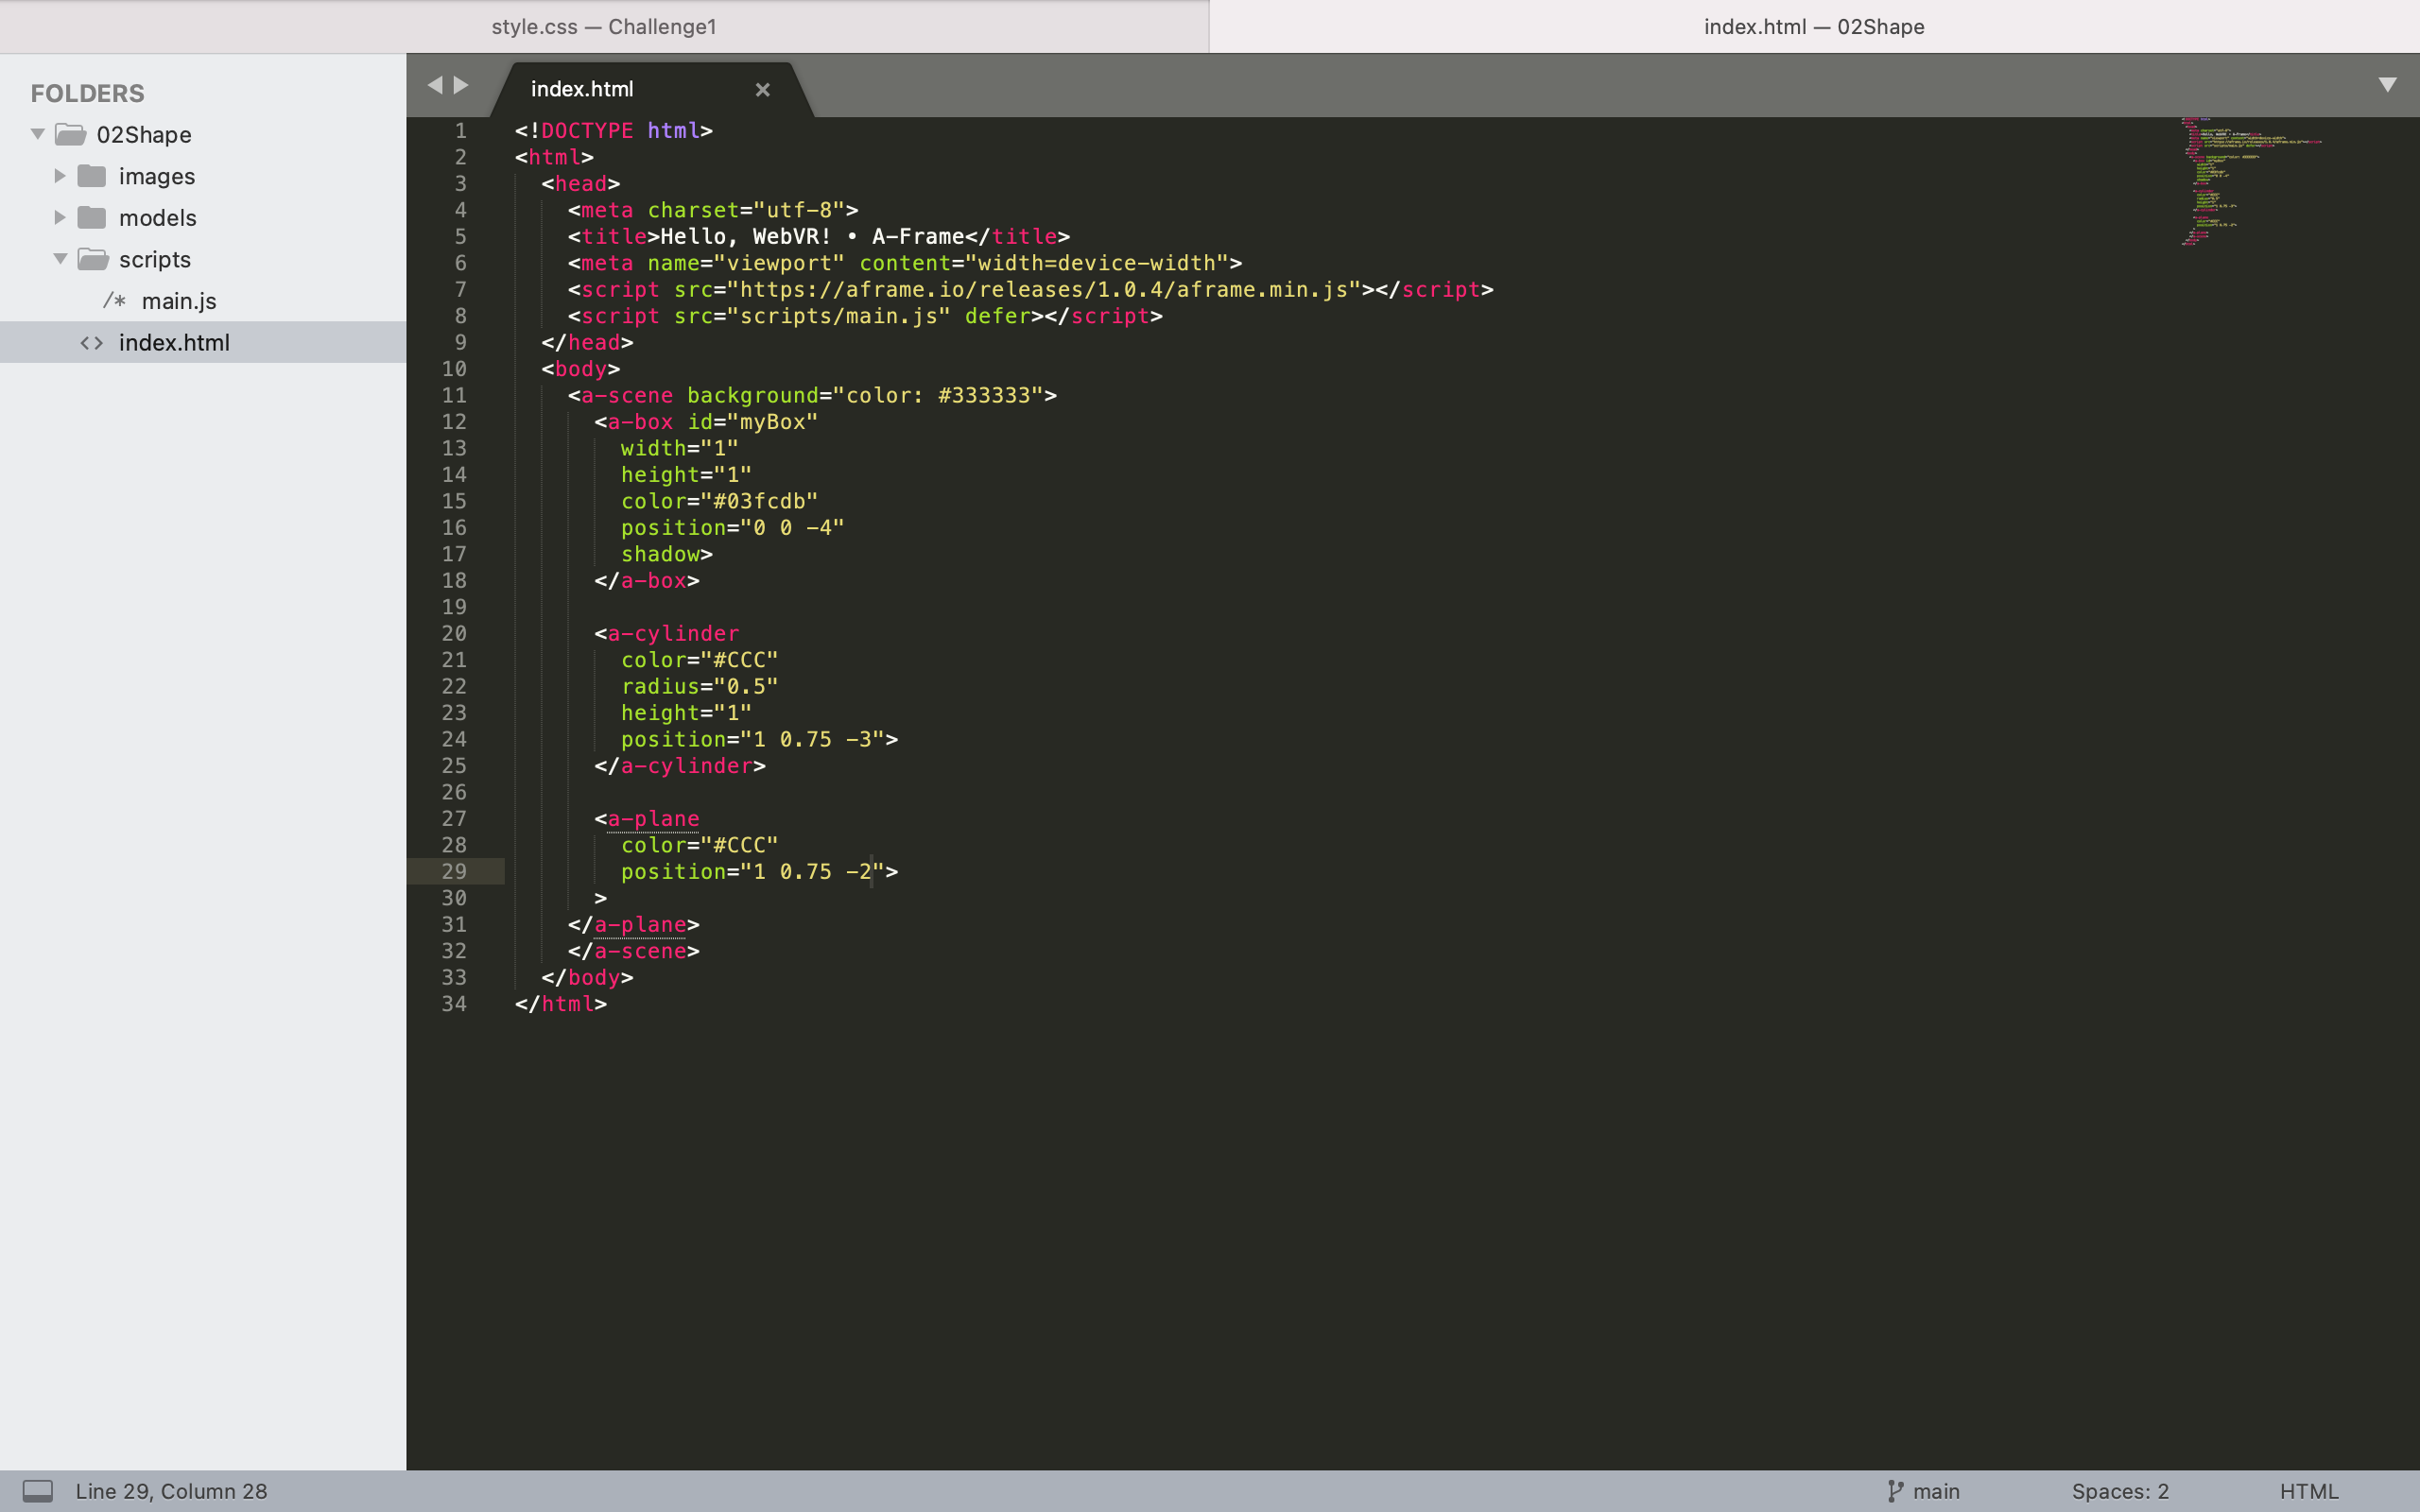 style.css — Challenge1
index.html — 02Shape
FOLDERS
02Shape
images
models
scripts
/* main.js
<> index.html
index.html ×
1 <!DOCTYPE html>
2 <html>
3 <head>
4 <meta charset="utf-8">
5 <title>Hello, WebVR! • A-Frame</title>
6 <meta name="viewport" content="width=device-width">
7 <script src="https://aframe.io/releases/1.0.4/aframe.min.js"></script>
8 <script src="scripts/main.js" defer></script>
9 </head>
10 <body>
11 <a-scene background="color: #333333">
12 <a-box id="myBox"
13 width="1"
14 height="1"
15 color="#03fcdb"
16 position="0 0 -4"
17 shadow>
18 </a-box>
19
20 <a-cylinder
21 color="#CCC"
22 radius="0.5"
23 height="1"
24 position="1 0.75 -3">
25 </a-cylinder>
26
27 <a-plane
28 color="#CCC"
29 position="1 0.75 -2">
30 >
31 </a-plane>
32 </a-scene>
33 </body>
34 </html>
Line 29, Column 28
main
Spaces: 2
HTML